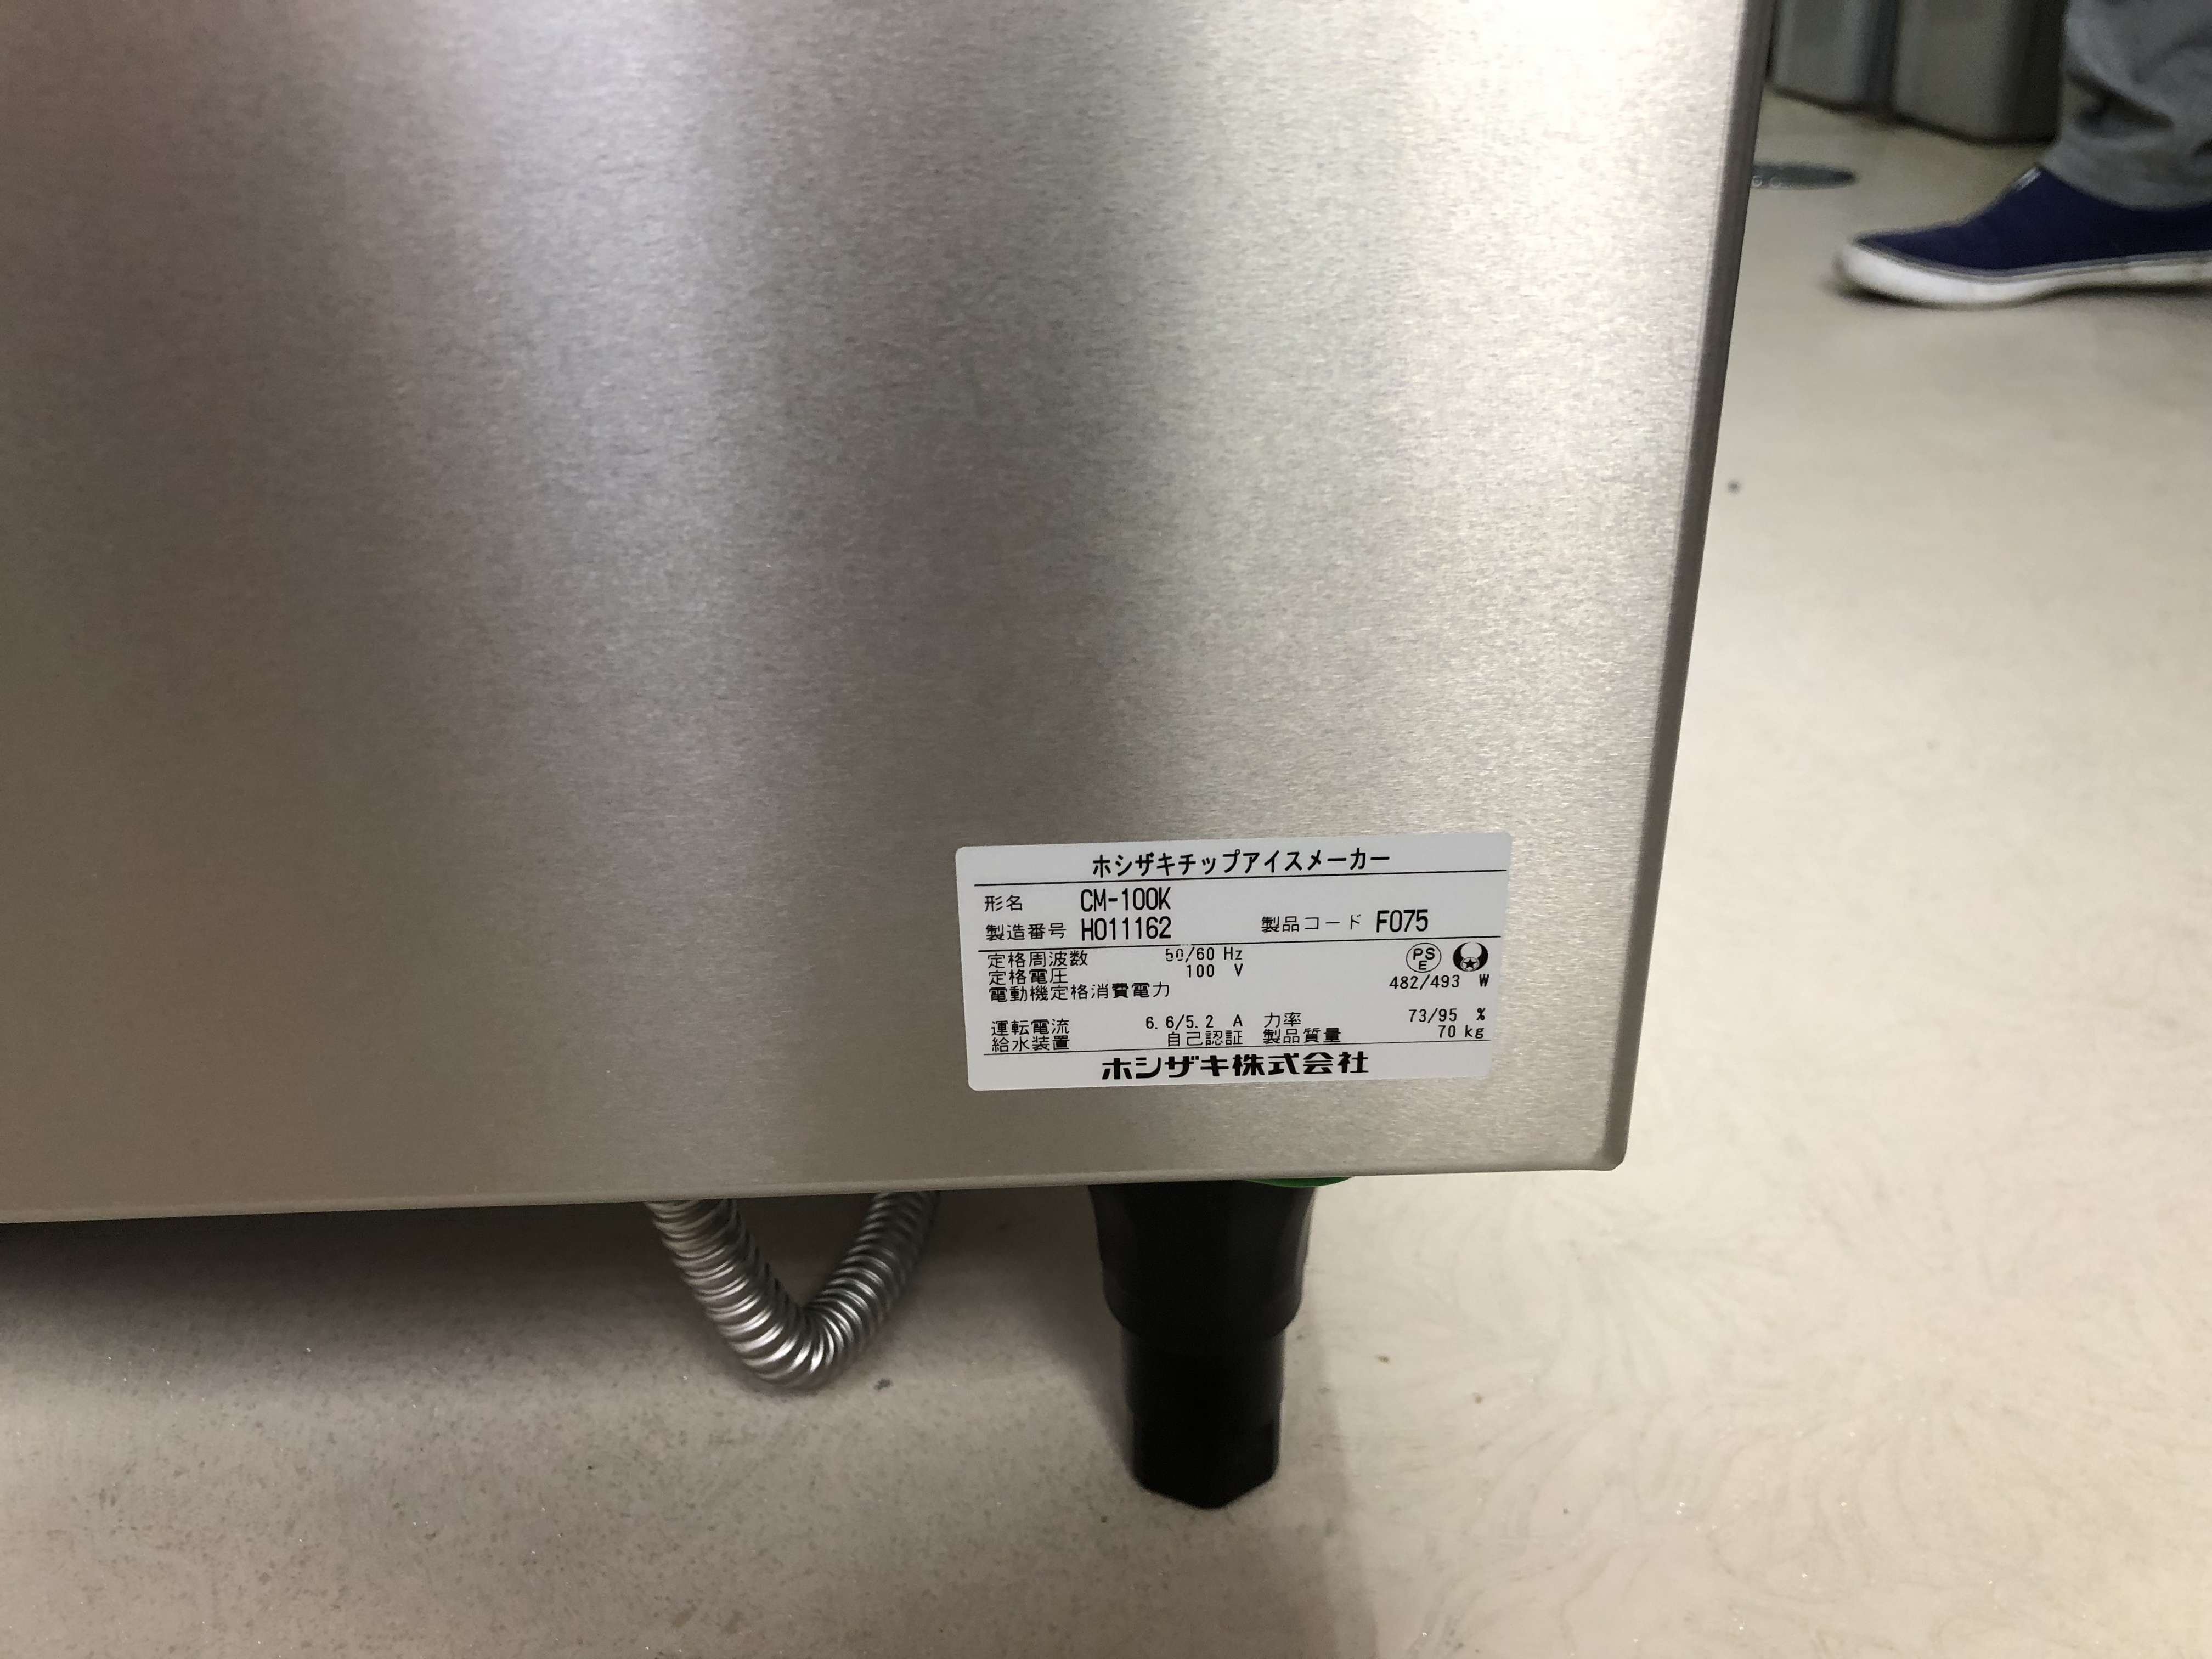 ホシザキチップアイスメーカー
形名 CM-100K
製造番号 H011162 製品コード F075
定格周波数 50/60 Hz PSE
定格電圧 100 V
電動機定格消費電力 482/493 W
運転電流 6.6/5.2 A 力率 73/95 %
給水装置 自己認証 製品質量 70 kg
ホシザキ株式会社